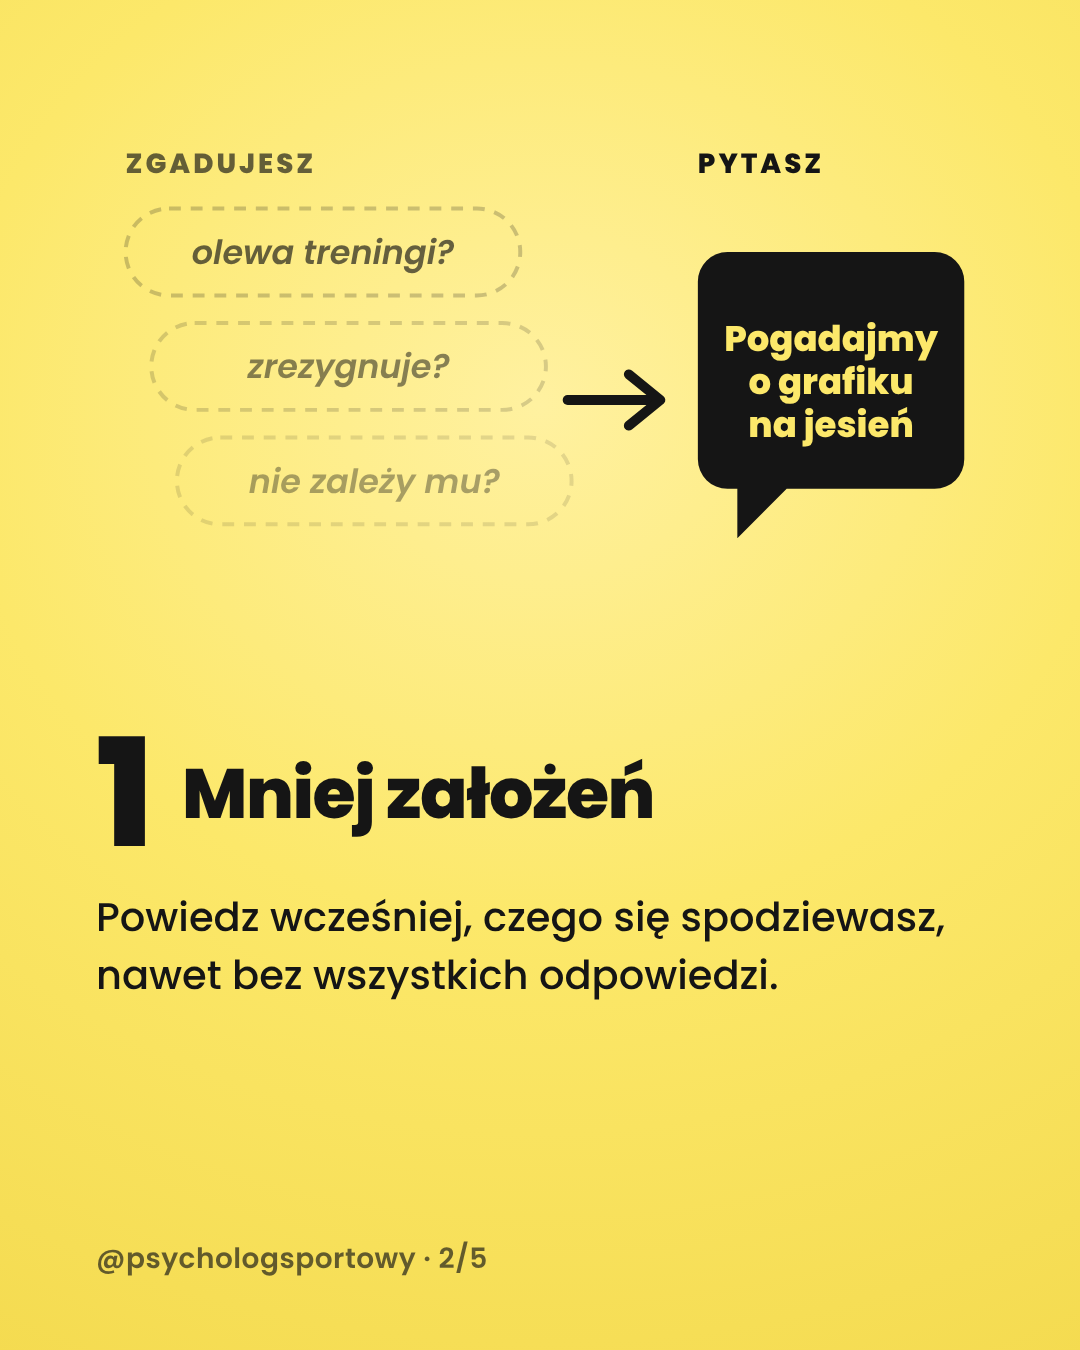 ZGADUJESZ
olewa treningi?
zrezygnuje?
nie zależy mu?
PYTASZ
Pogadajmy
o grafiku
na jesień
1 Mniej założeń
Powiedz wcześniej, czego się spodziewasz,
nawet bez wszystkich odpowiedzi.
@psychologsportowy · 2/5